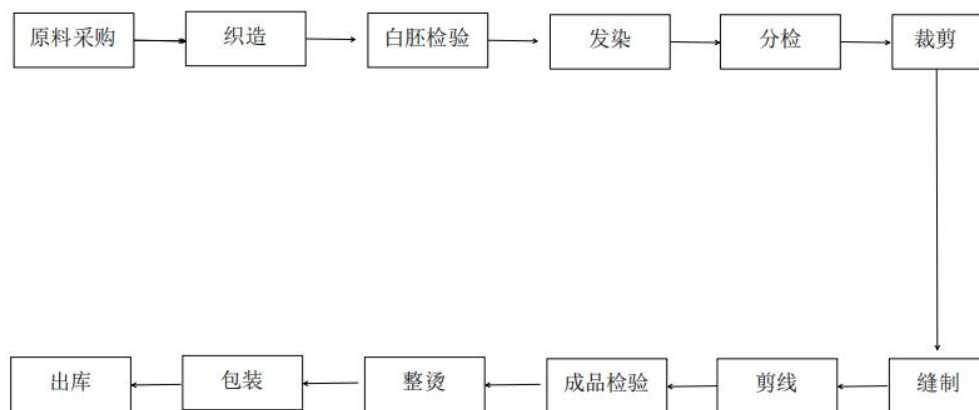 原料采购
织造
白胚检验
发染
分检
裁剪
缝制
剪线
成品检验
整烫
包装
出库